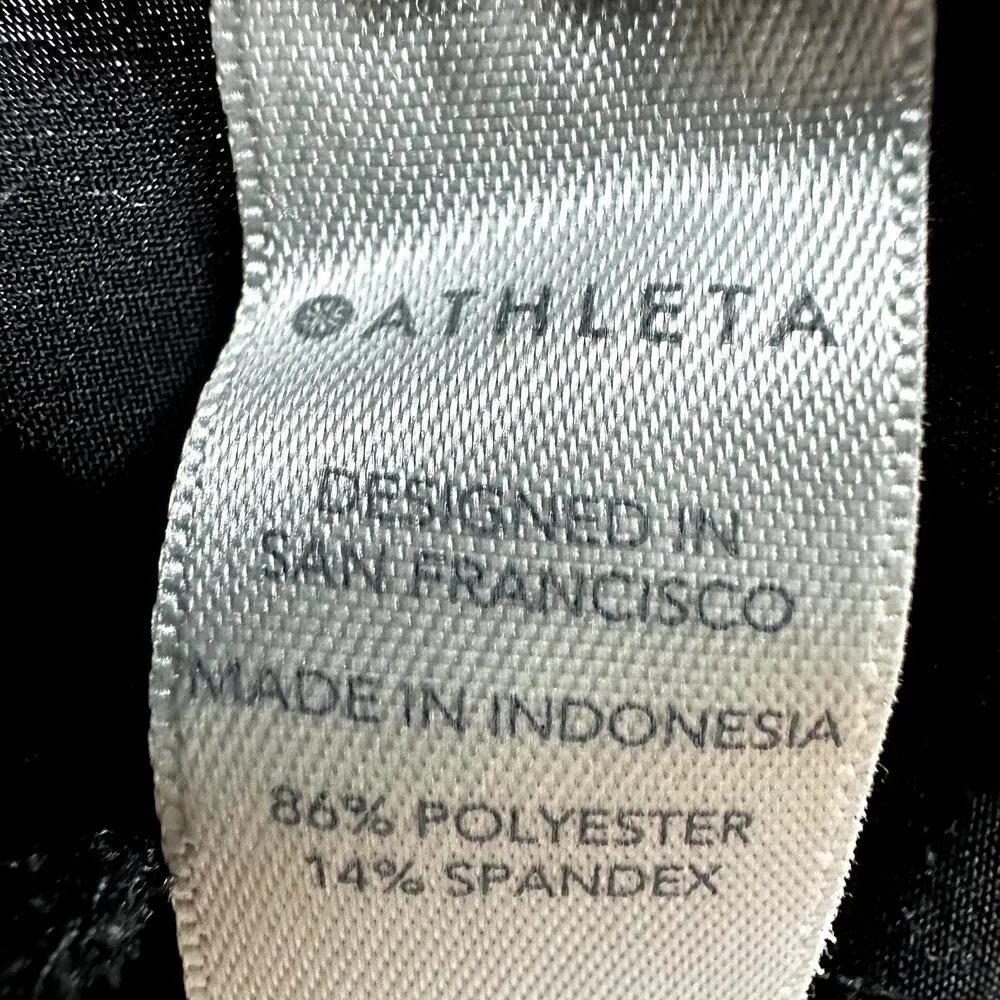 ATHLETA
DESIGNED IN
SAN FRANCISCO
MADE IN INDONESIA
86% POLYESTER
14% SPANDEX